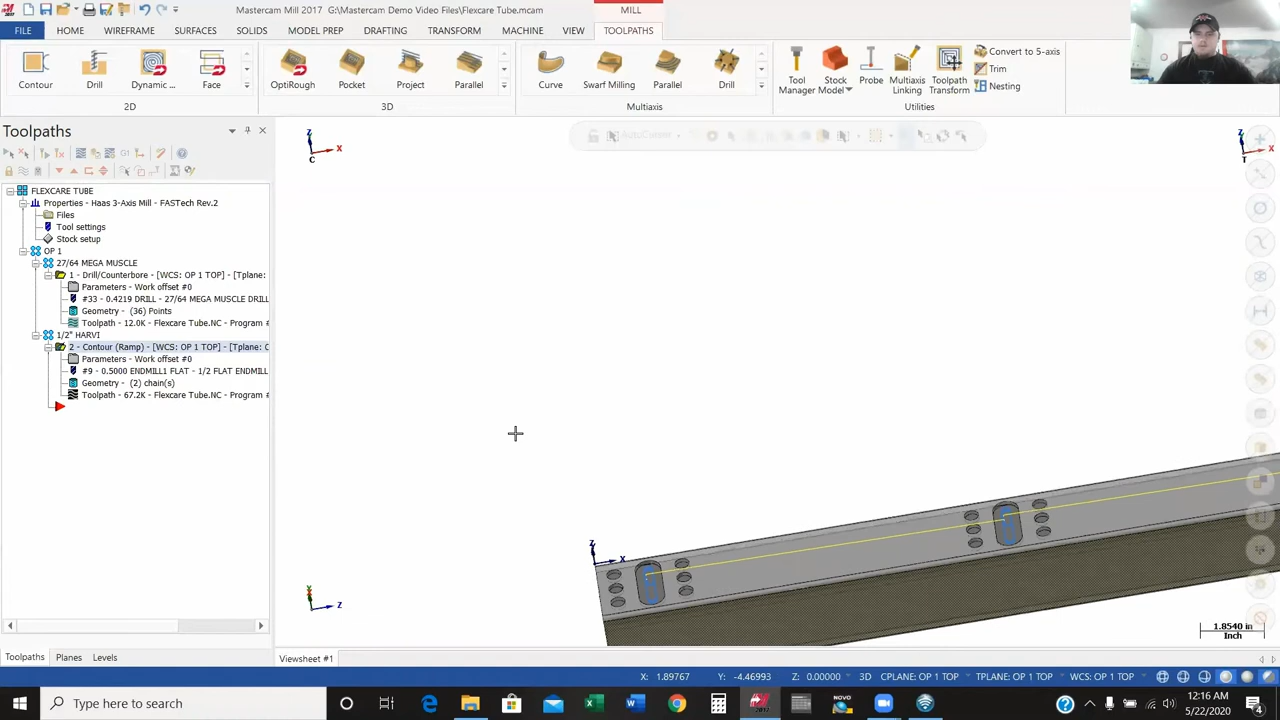 Mastercam Mill 2017 G:\Mastercam Demo Video Files\Flexcare Tube.mcam
MILL
FILE HOME WIREFRAME SURFACES SOLIDS MODEL PREP DRAFTING TRANSFORM MACHINE VIEW TOOLPATHS
Contour Drill Dynamic ... Face OptiRough Pocket Project Parallel Curve Swarf Milling Parallel Drill Tool Manager Stock Model Probe Multiaxis Linking Toolpath Transform
Convert to 5-axis
Trim
Nesting
2D 3D Multiaxis Utilities
Toolpaths
AutoCursor
Z X C
Z X T
FLEXCARE TUBE
Properties - Haas 3-Axis Mill - FASTech Rev.2
Files
Tool settings
Stock setup
OP 1
27/64 MEGA MUSCLE
1 - Drill/Counterbore - [WCS: OP 1 TOP] - [Tplane:
Parameters - Work offset #0
#33 - 0.4219 DRILL - 27/64 MEGA MUSCLE DRIL
Geometry - (36) Points
Toolpath - 12.0K - Flexcare Tube.NC - Program #
1/2" HARVI
2 - Contour (Ramp) - [WCS: OP 1 TOP] - [Tplane: C
Parameters - Work offset #0
#9 - 0.5000 ENDMILL1 FLAT - 1/2 FLAT ENDMILL
Geometry - (2) chain(s)
Toolpath - 67.2K - Flexcare Tube.NC - Program #
Z X
Y Z
1.8540 in
Inch
Toolpaths Planes Levels
Viewsheet #1
X: 1.89767 Y: -4.46993 Z: 0.00000 3D CPLANE: OP 1 TOP TPLANE: OP 1 TOP WCS: OP 1 TOP
Type here to search
NOVO
12:16 AM
5/22/2020